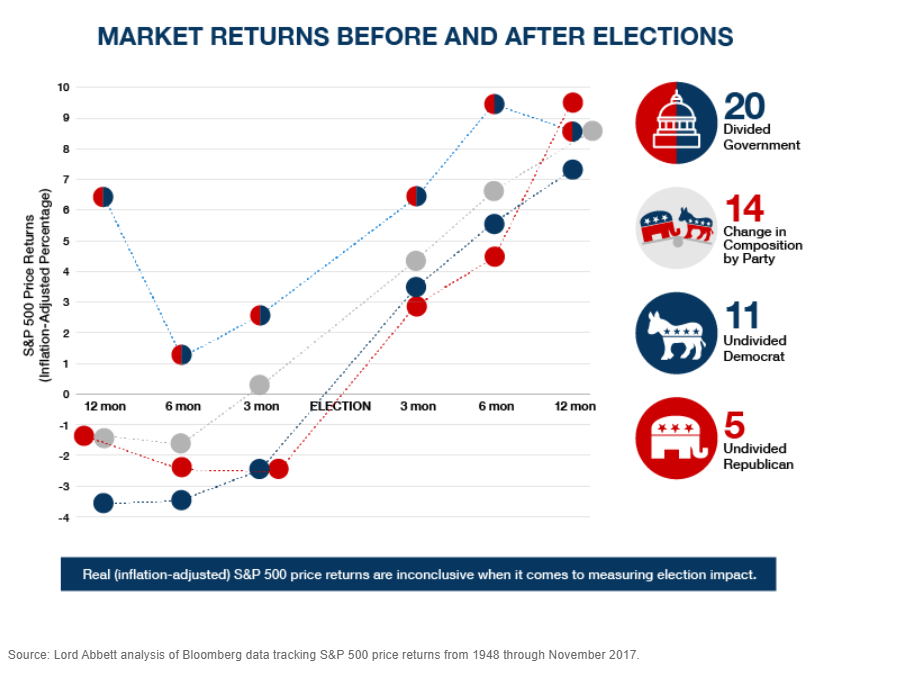 MARKET RETURNS BEFORE AND AFTER ELECTIONS
S&P 500 Price Returns
(Inflation-Adjusted Percentage)
10
9
8
7
6
5
4
3
2
1
0
-1
-2
-3
-4
12 mon
6 mon
3 mon
ELECTION
3 mon
6 mon
12 mon
20
Divided
Government
14
Change in
Composition
by Party
11
Undivided
Democrat
5
Undivided
Republican
Real (inflation-adjusted) S&P 500 price returns are inconclusive when it comes to measuring election impact.
Source: Lord Abbett analysis of Bloomberg data tracking S&P 500 price returns from 1948 through November 2017.